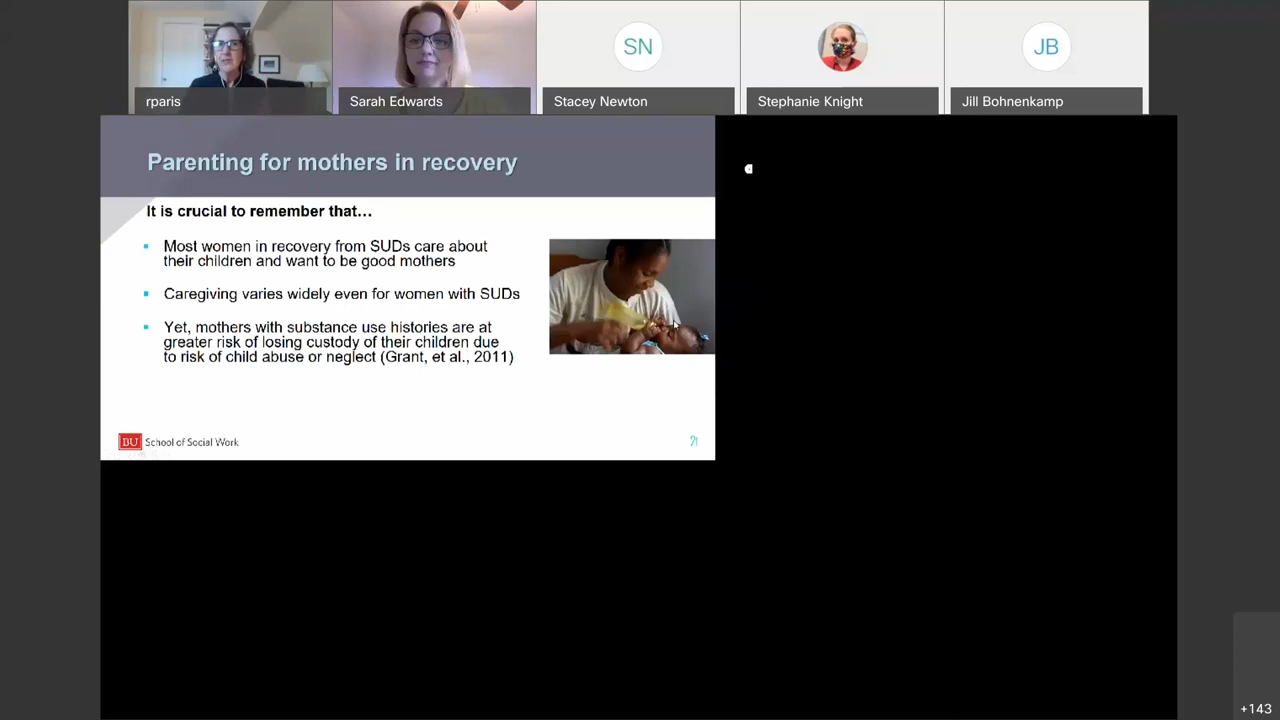 SN
JB
rparis
Sarah Edwards
Stacey Newton
Stephanie Knight
Jill Bohnenkamp
Parenting for mothers in recovery
It is crucial to remember that…
Most women in recovery from SUDs care about
their children and want to be good mothers
Caregiving varies widely even for women with SUDs
Yet, mothers with substance use histories are at
greater risk of losing custody of their children due
to risk of child abuse or neglect (Grant, et al., 2011)
BU School of Social Work
21
+143